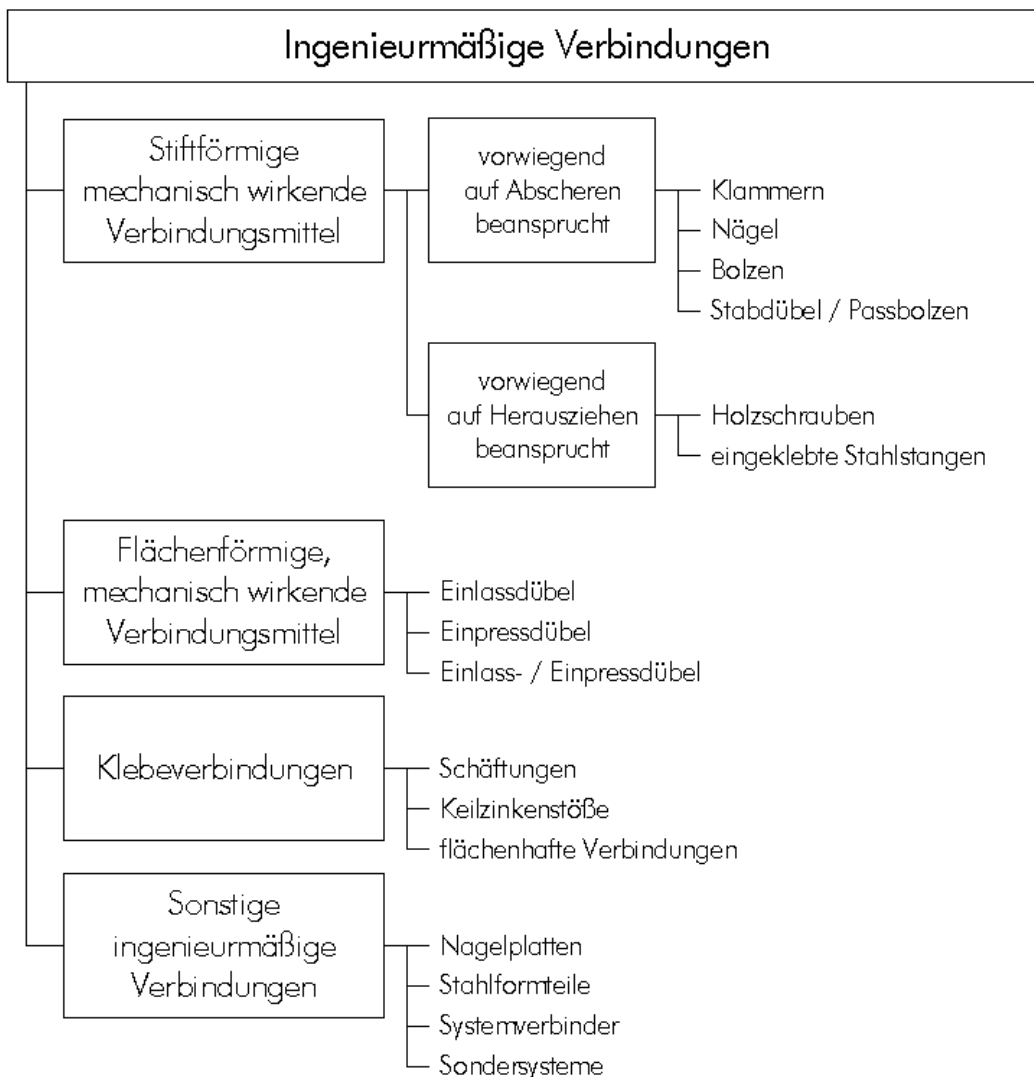 Ingenieurmäßige Verbindungen
Stiftförmige
mechanisch wirkende
Verbindungsmittel
vorwiegend
auf Abscheren
beansprucht
Klammern
Nägel
Bolzen
Stabdübel / Passbolzen
vorwiegend
auf Herausziehen
beansprucht
Holzschrauben
eingeklebte Stahlstangen
Flächenförmige,
mechanisch wirkende
Verbindungsmittel
Einlassdübel
Einpressdübel
Einlass- / Einpressdübel
Klebeverbindungen
Schäftungen
Keilzinkenstöße
flächenhafte Verbindungen
Sonstige
ingenieurmäßige
Verbindungen
Nagelplatten
Stahlformteile
Systemverbinder
Sondersysteme